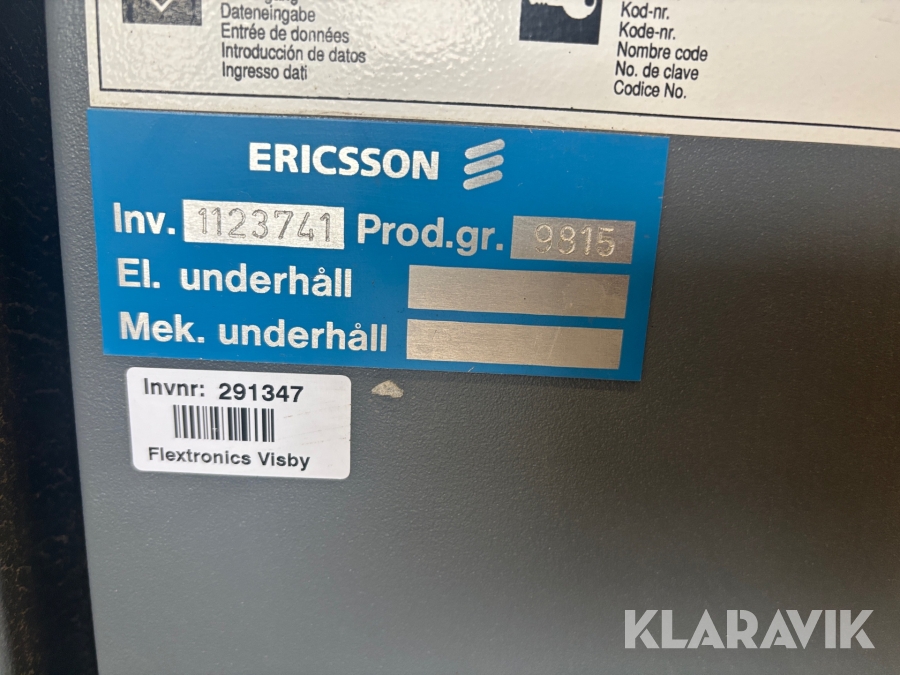 Dateneingabe
Entrée de données
Introducción de datos
Ingresso dati
Kod-nr.
Kode-nr.
Nombre code
No. de clave
Codice No.
ERICSSON
Inv. 1123741 Prod.gr. 9815
El. underhåll
Mek. underhåll
Invnr: 291347
Flextronics Visby
KLARAVIK